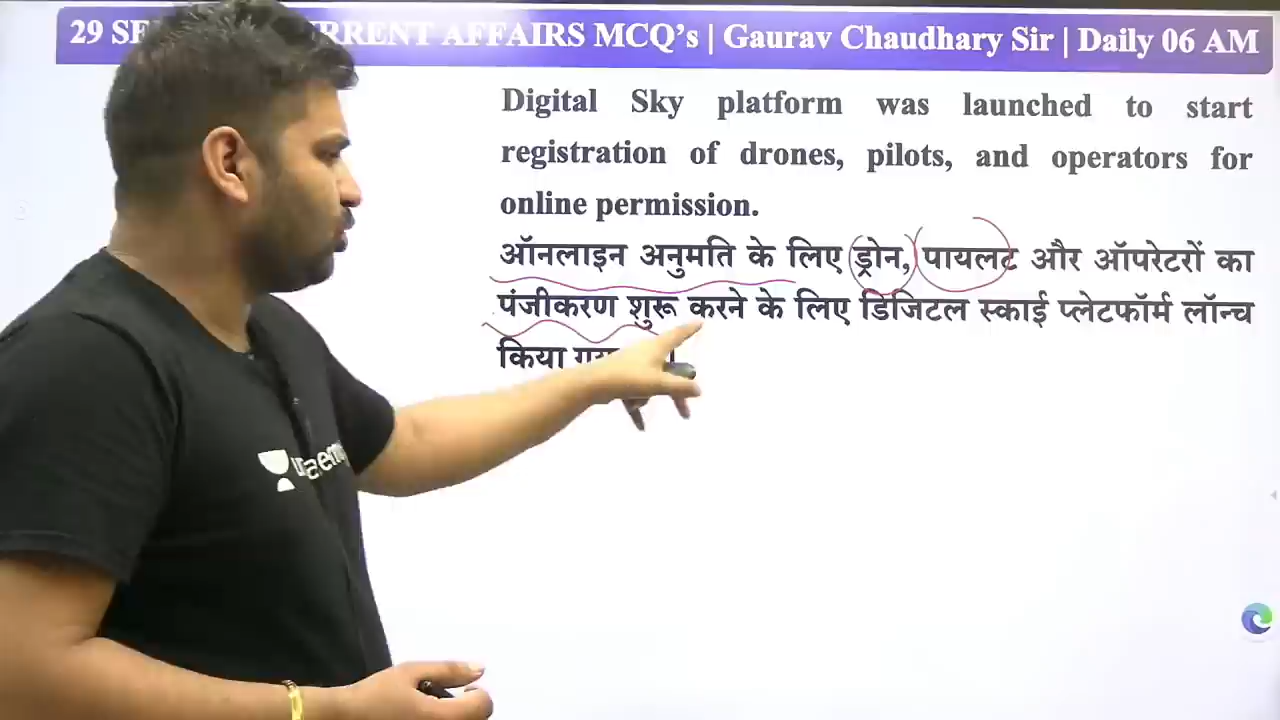 29 SE CURRENT AFFAIRS MCQ’s | Gaurav Chaudhary Sir | Daily 06 AM
Digital Sky platform was launched to start
registration of drones, pilots, and operators for
online permission.
ऑनलाइन अनुमति के लिए ड्रोन, पायलट और ऑपरेटरों का
पंजीकरण शुरू करने के लिए डिजिटल स्काई प्लेटफॉर्म लॉन्च
किया